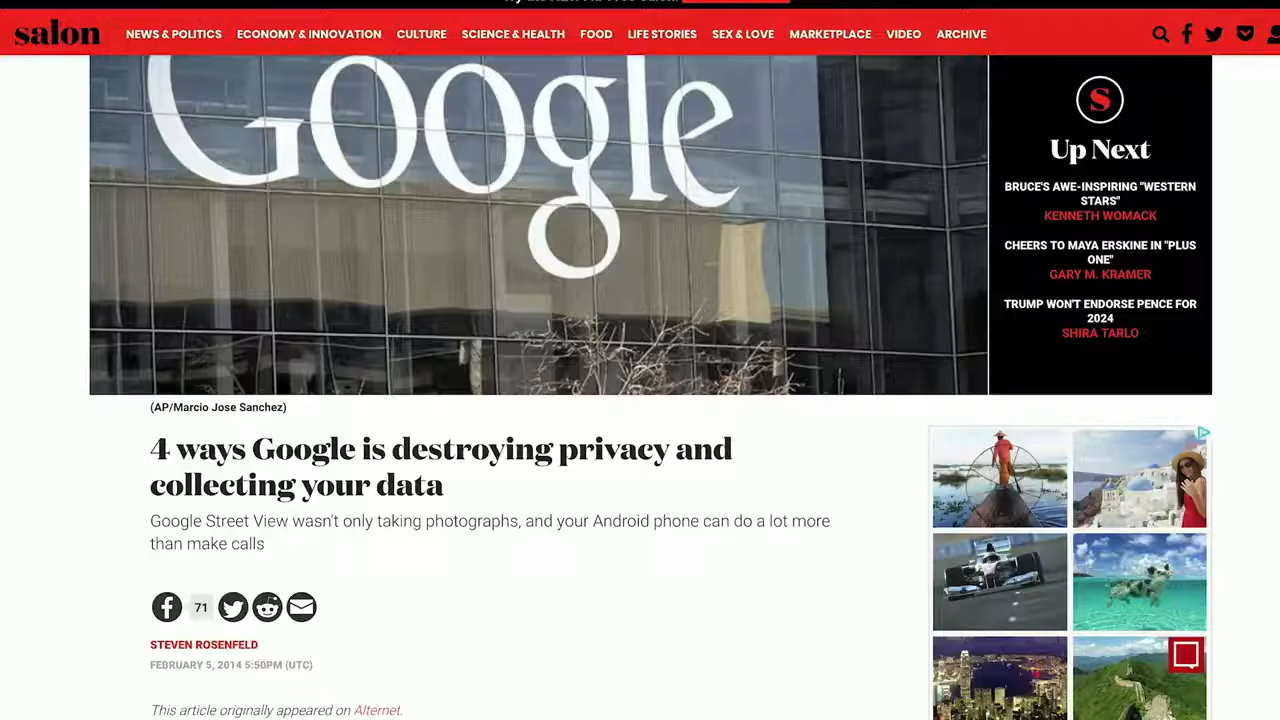 salon
NEWS & POLITICS
ECONOMY & INNOVATION
CULTURE
SCIENCE & HEALTH
FOOD
LIFE STORIES
SEX & LOVE
MARKETPLACE
VIDEO
ARCHIVE
Google
S
Up Next
BRUCE'S AWE-INSPIRING "WESTERN
STARS"
KENNETH WOMACK
CHEERS TO MAYA ERSKINE IN "PLUS
ONE"
GARY M. KRAMER
TRUMP WON'T ENDORSE PENCE FOR
2024
SHIRA TARLO
(AP/Marcio Jose Sanchez)
4 ways Google is destroying privacy and
collecting your data
Google Street View wasn't only taking photographs, and your Android phone can do a lot more
than make calls
71
STEVEN ROSENFELD
FEBRUARY 5, 2014 5:50PM (UTC)
This article originally appeared on Alternet.